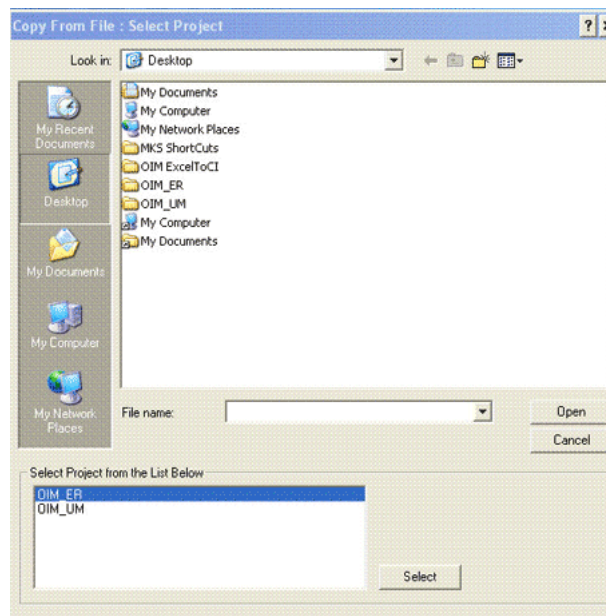 Copy From File : Select Project
?
Look in:
Desktop
My Recent
Documents
Desktop
My Documents
My Computer
My Network
Places
My Documents
My Computer
My Network Places
MKS ShortCuts
OIM ExcelToCI
OIM_ER
OIM_UM
My Computer
My Documents
File name:
Open
Cancel
Select Project from the List Below
OIM_ER
OIM_UM
Select